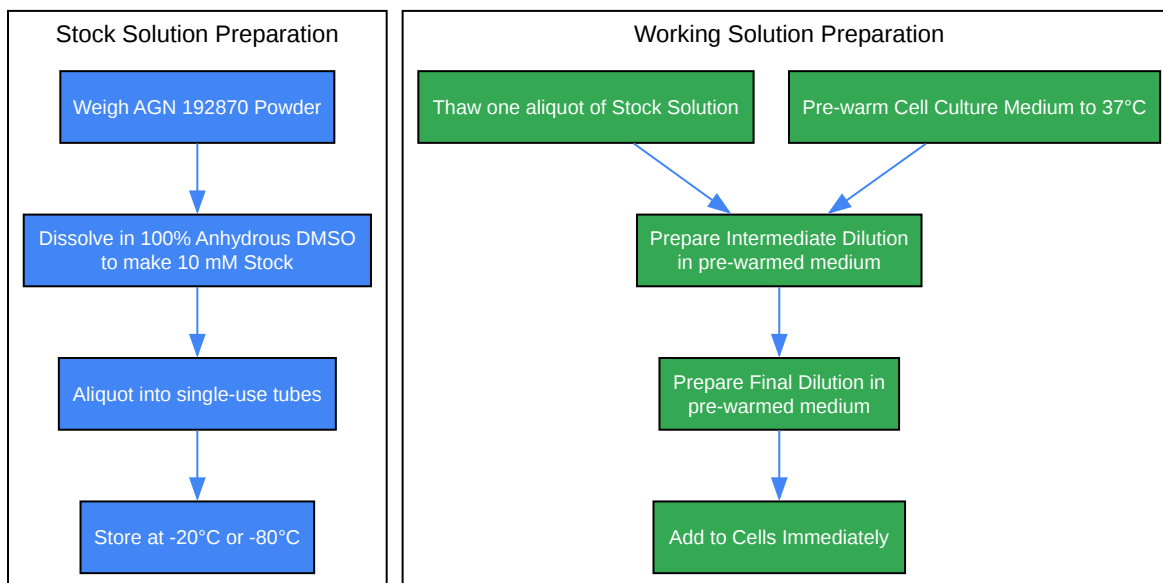 Stock Solution Preparation
Weigh AGN 192870 Powder
Dissolve in 100% Anhydrous DMSO
to make 10 mM Stock
Aliquot into single-use tubes
Store at -20°C or -80°C
Working Solution Preparation
Thaw one aliquot of Stock Solution
Pre-warm Cell Culture Medium to 37°C
Prepare Intermediate Dilution
in pre-warmed medium
Prepare Final Dilution in
pre-warmed medium
Add to Cells Immediately